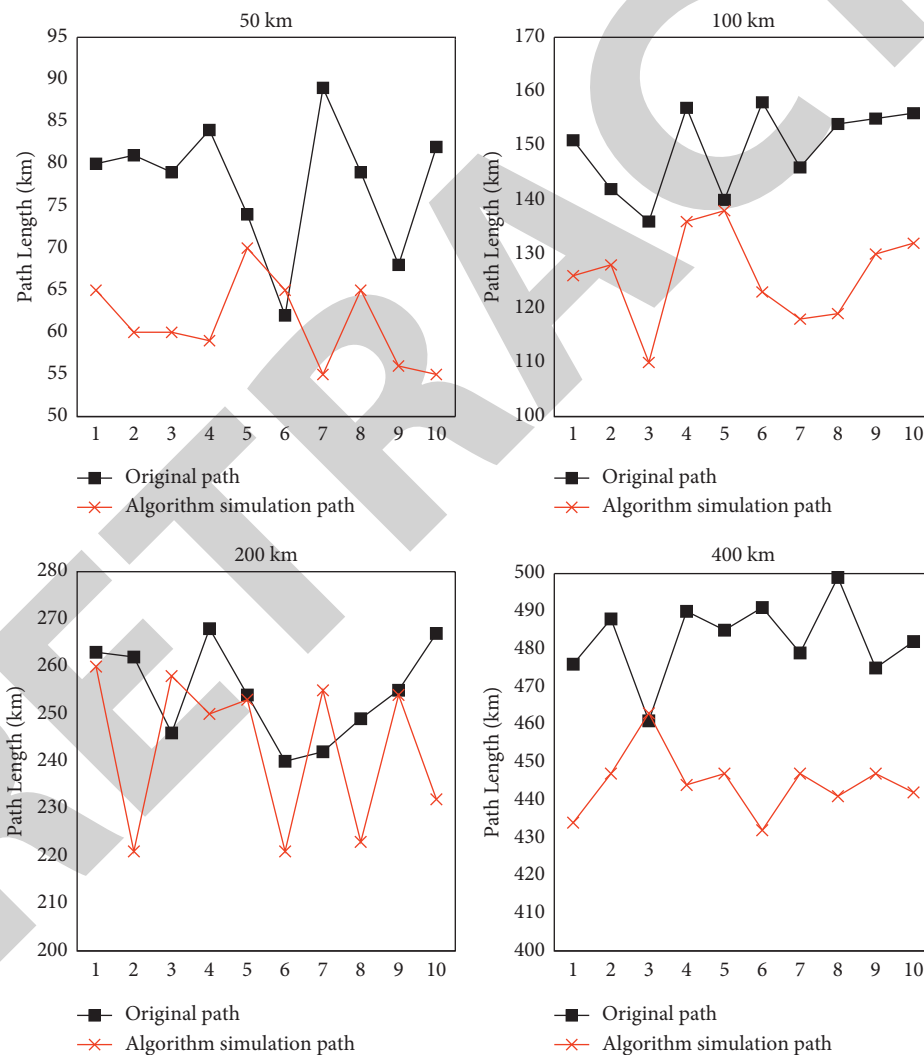 50 km
95
90
85
80
75
70
65
60
55
50
Path Length (km)
1 2 3 4 5 6 7 8 9 10
Original path
Algorithm simulation path
100 km
170
160
150
140
130
120
110
100
Path Length (km)
1 2 3 4 5 6 7 8 9 10
Original path
Algorithm simulation path
200 km
280
270
260
250
240
230
220
210
200
Path Length (km)
1 2 3 4 5 6 7 8 9 10
Original path
Algorithm simulation path
400 km
500
490
480
470
460
450
440
430
420
410
400
Path Length (km)
1 2 3 4 5 6 7 8 9 10
Original path
Algorithm simulation path
RETRAC